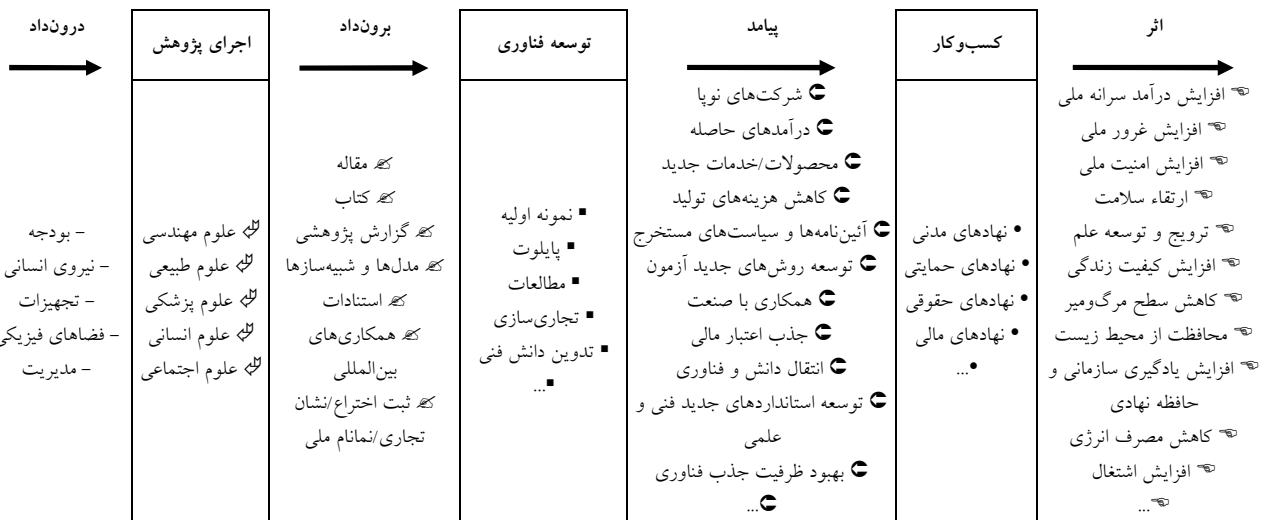 درون‌داد
– بودجه
– نیروی انسانی
– تجهیزات
– فضاهای فیزیکی
– مدیریت
اجرای پژوهش
علوم مهندسی
علوم طبیعی
علوم پزشکی
علوم انسانی
علوم اجتماعی
برون‌داد
مقاله
کتاب
گزارش پژوهشی
مدل‌ها و شبیه‌سازها
استنادات
همکاری‌های
بین‌المللی
ثبت اختراع/نشان
تجاری/نمانام ملی
توسعه فناوری
▪ نمونه اولیه
▪ پایلوت
▪ مطالعات
▪ تجاری‌سازی
▪ تدوین دانش فنی
▪ ...
پیامد
شرکت‌های نوپا
درآمدهای حاصله
محصولات/خدمات جدید
کاهش هزینه‌های تولید
آئین‌نامه‌ها و سیاست‌های مستخرج
توسعه روش‌های جدید آزمون
همکاری با صنعت
جذب اعتبار مالی
انتقال دانش و فناوری
توسعه استانداردهای جدید فنی و
علمی
بهبود ظرفیت جذب فناوری
...
کسب‌وکار
• نهادهای مدنی
• نهادهای حمایتی
• نهادهای حقوقی
• نهادهای مالی
• ...
اثر
افزایش درآمد سرانه ملی
افزایش غرور ملی
افزایش امنیت ملی
ارتقاء سلامت
ترویج و توسعه علم
افزایش کیفیت زندگی
کاهش سطح مرگ‌ومیر
محافظت از محیط زیست
افزایش یادگیری سازمانی و
حافظه نهادی
کاهش مصرف انرژی
افزایش اشتغال
...